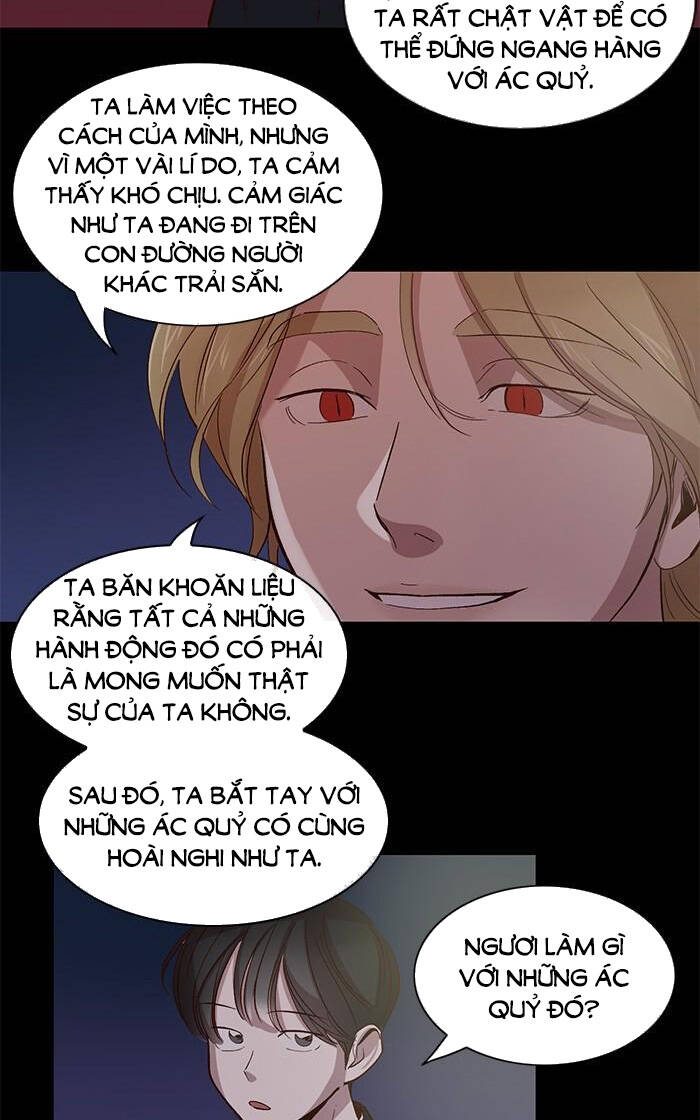 TA RẤT CHẬT VẬT ĐỂ CÓ
THỂ ĐỨNG NGANG HÀNG
VỚI ÁC QUỶ.
TA LÀM VIỆC THEO
CÁCH CỦA MÌNH, NHƯNG
VÌ MỘT VÀI LÍ DO, TA CẢM
THẤY KHÓ CHỊU. CẢM GIÁC
NHƯ TA ĐANG ĐI TRÊN
CON ĐƯỜNG NGƯỜI
KHÁC TRẢI SẴN.
TA BĂN KHOĂN LIỆU
RẰNG TẤT CẢ NHỮNG
HÀNH ĐỘNG ĐÓ CÓ PHẢI
LÀ MONG MUỐN THẬT
SỰ CỦA TA KHÔNG.
SAU ĐÓ, TA BẮT TAY VỚI
NHỮNG ÁC QUỶ CÓ CÙNG
HOÀI NGHI NHƯ TA.
NGƯƠI LÀM GÌ
VỚI NHỮNG ÁC
QUỶ ĐÓ?